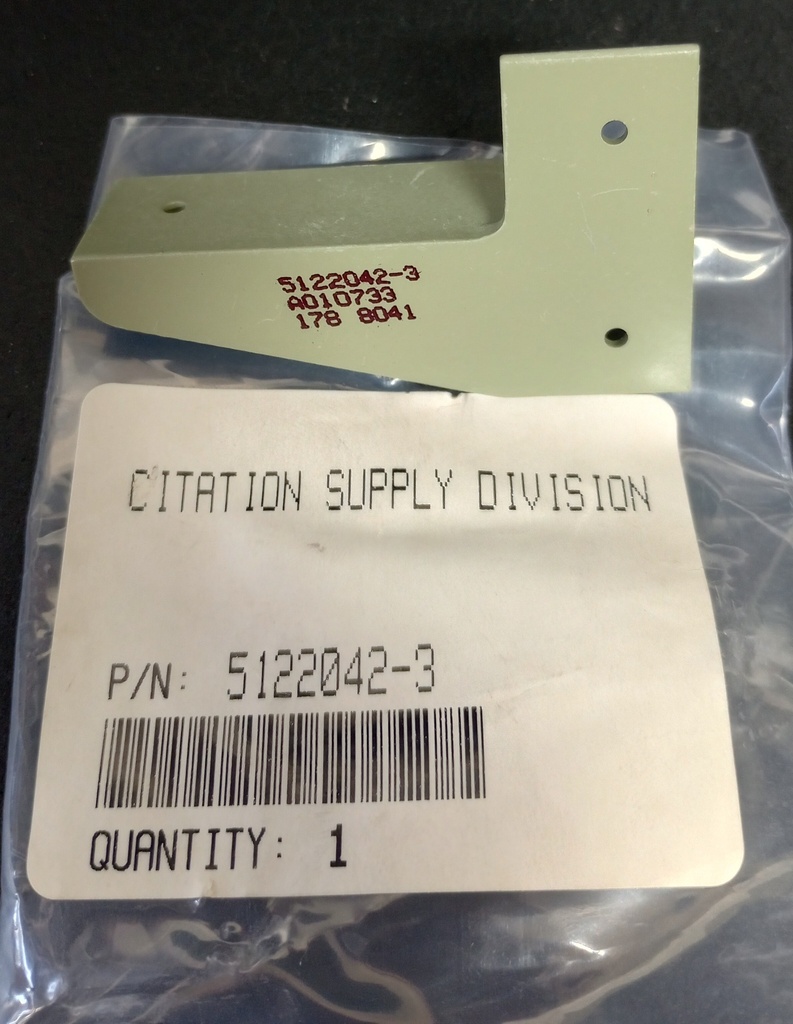 5122042-3
A010733
178 8041
CITATION SUPPLY DIVISION
P/N: 5122042-3
QUANTITY: 1